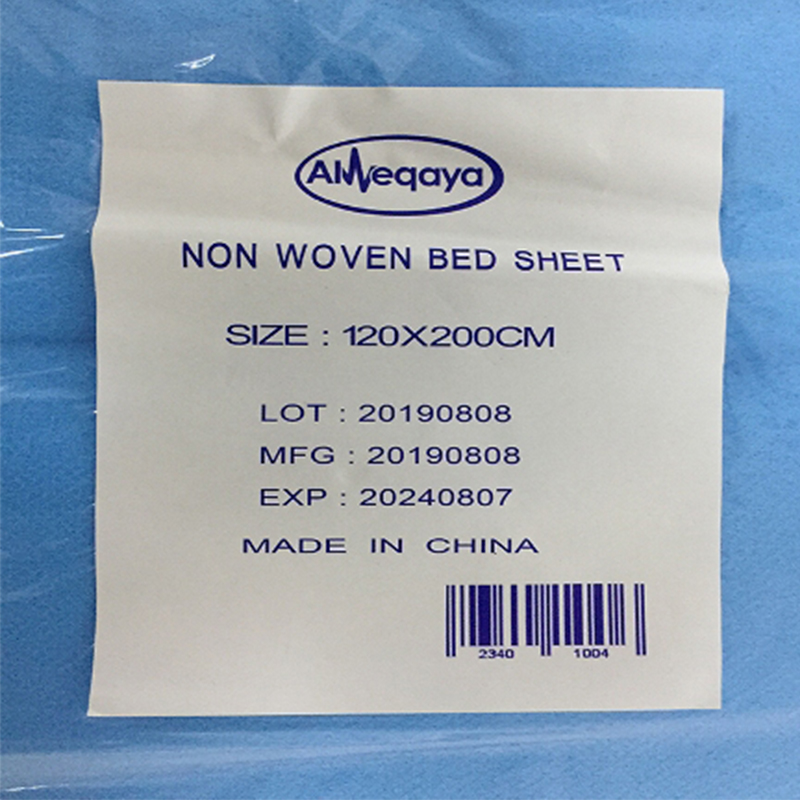 AlWeqaya
NON WOVEN BED SHEET
SIZE : 120X200CM
LOT : 20190808
MFG : 20190808
EXP : 20240807
MADE IN CHINA
2340 1004